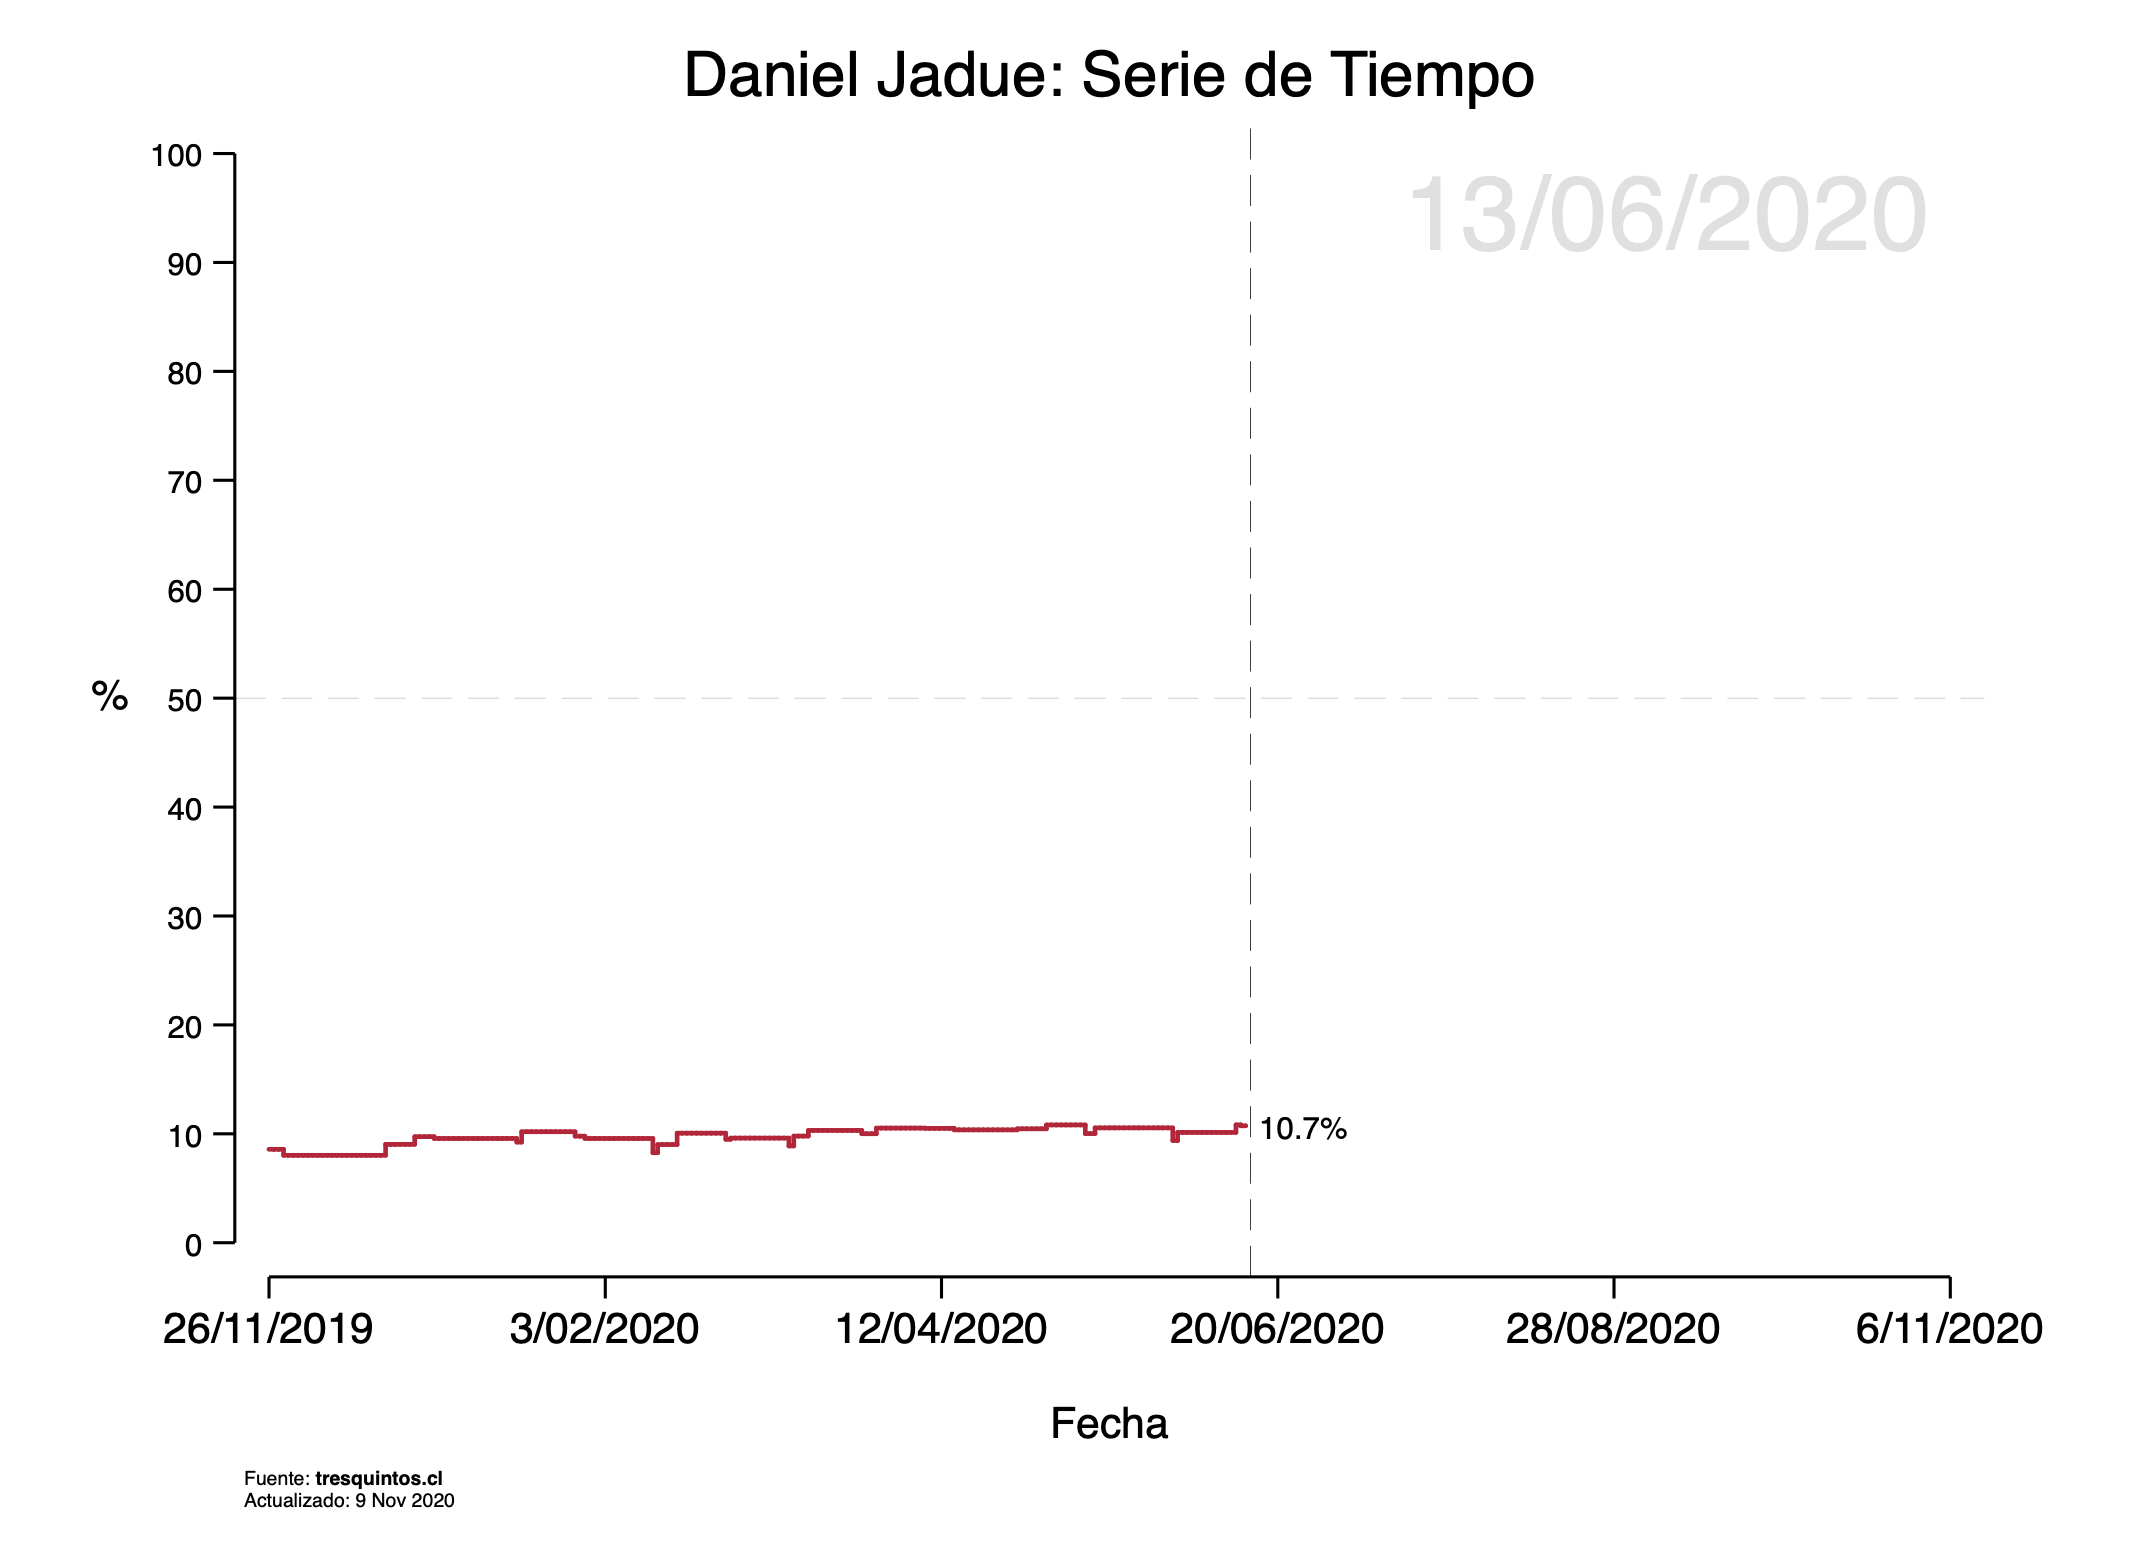 Daniel Jadue: Serie de Tiempo
13/06/2020
100
90
80
70
60
%
50
40
30
20
10
0
10.7%
26/11/2019 3/02/2020 12/04/2020 20/06/2020 28/08/2020 6/11/2020
Fecha
Fuente: tresquintos.cl
Actualizado: 9 Nov 2020